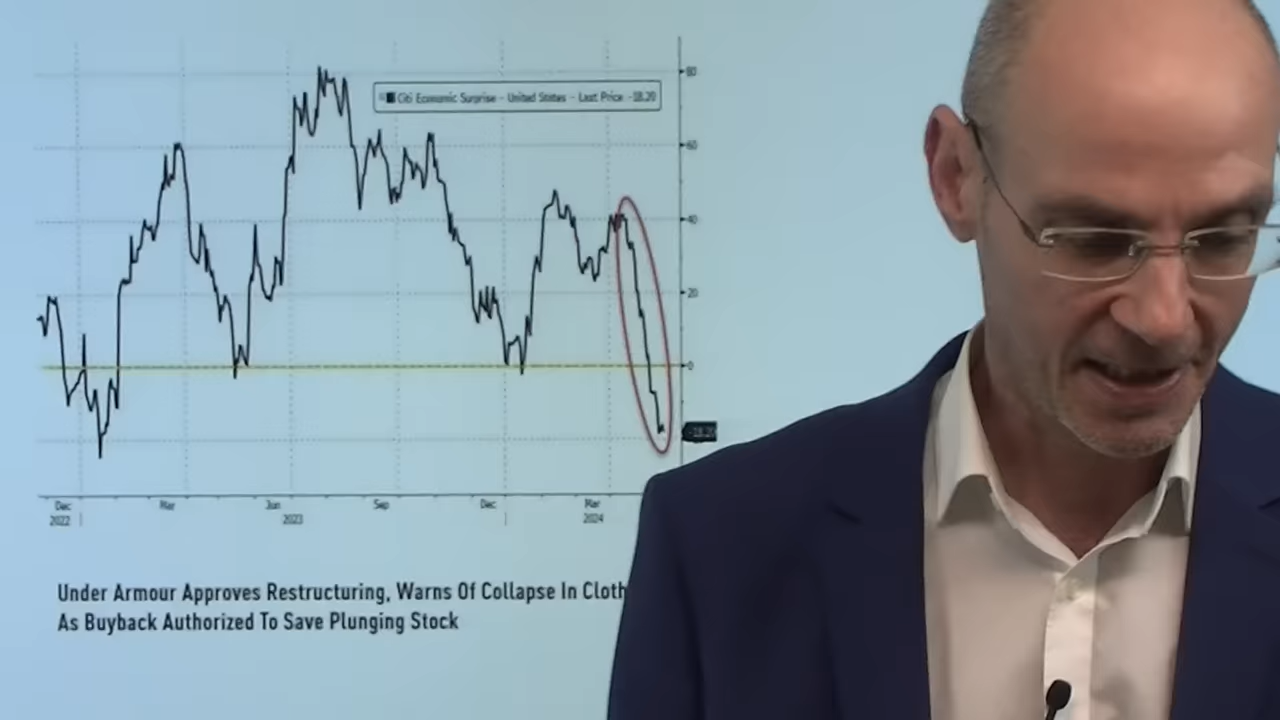 80
Citi Economic Surprise - United States - Last Price -18.20
60
40
20
0
-18.20
Dec Mar Jun Sep Dec Mar
2022 2023 2024
Under Armour Approves Restructuring, Warns Of Collapse In Cloth
As Buyback Authorized To Save Plunging Stock